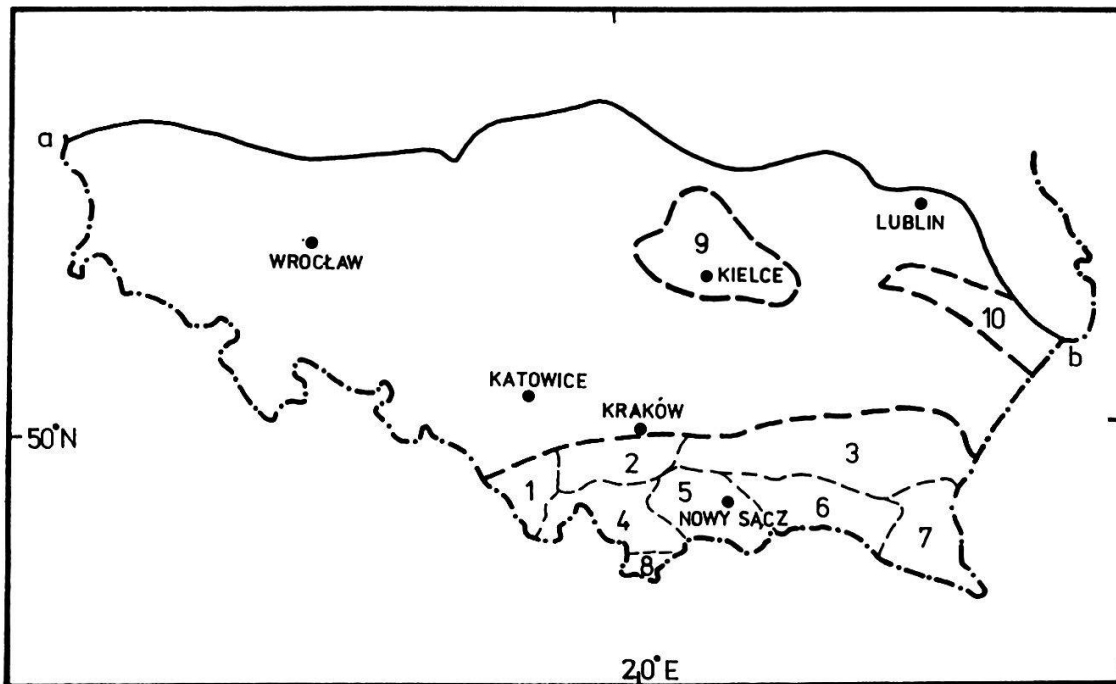 a
LUBLIN
9
WROCŁAW
KIELCE
10
b
KATOWICE
KRAKÓW
50°N
2
3
1
5
6
NOWY SĄCZ
4
7
8
20°E